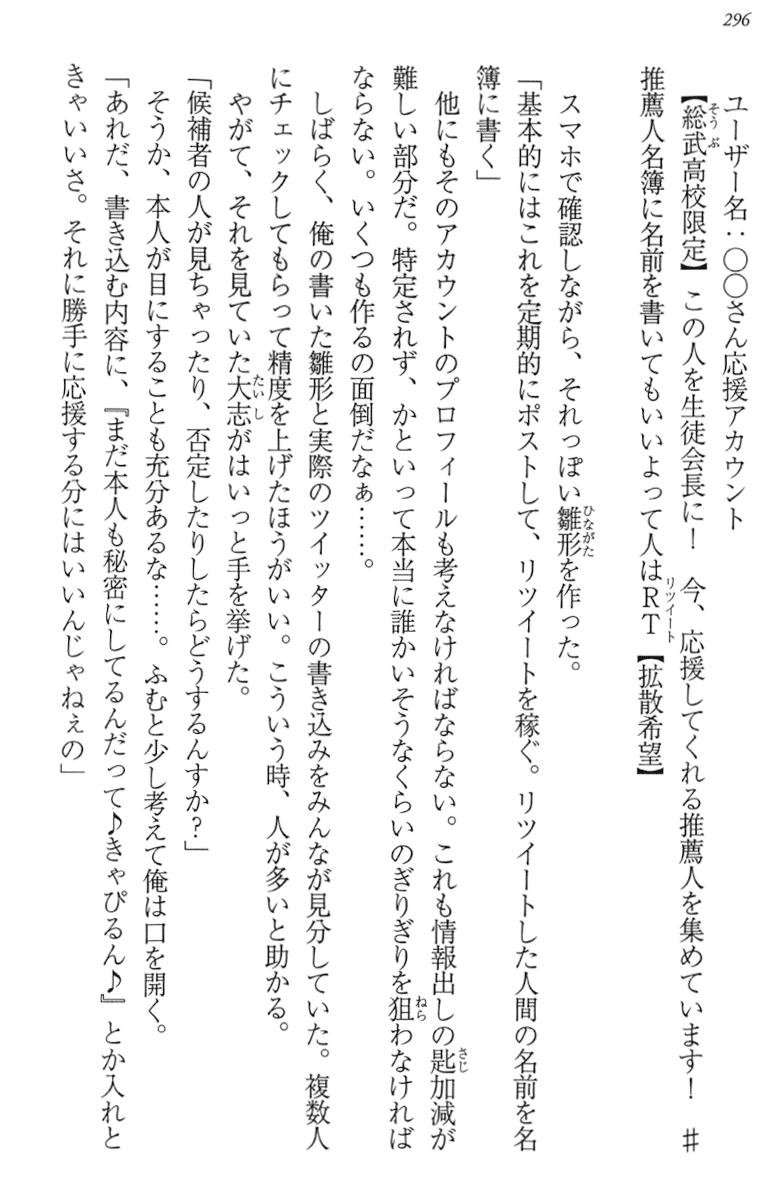 296
ユーザー名：○○さん応援アカウント
【総武高校限定】この人を生徒会長に！　今、応援してくれる推薦人を集めています！　♯
推薦人名簿に名前を書いてもいいよって人はＲＴ【拡散希望】
スマホで確認しながら、それっぽい雛形を作った。
「基本的にはこれを定期的にポストして、リツイートを稼ぐ。リツイートした人間の名前を名
簿に書く」
他にもそのアカウントのプロフィールも考えなければならない。これも情報出しの匙加減が
難しい部分だ。特定されず、かといって本当に誰かいそうなくらいのぎりぎりを狙わなければ
ならない。いくつも作るの面倒だなぁ……。
しばらく、俺の書いた雛形と実際のツイッターの書き込みをみんなが見分していた。複数人
にチェックしてもらって精度を上げたほうがいい。こういう時、人が多いと助かる。
やがて、それを見ていた大志がはいっと手を挙げた。
「候補者の人が見ちゃったり、否定したりしたらどうするんすか？」
そうか、本人が目にすることも充分あるな……。ふむと少し考えて俺は口を開く。
「あれだ、書き込む内容に、『まだ本人も秘密にしてるんだって♪きゃぴるん♪』とか入れと
きゃいいさ。それに勝手に応援する分にはいいんじゃねぇの」